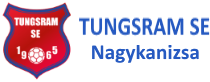 TUNGSRAM
SE
1965
TUNGSRAM SE
Nagykanizsa